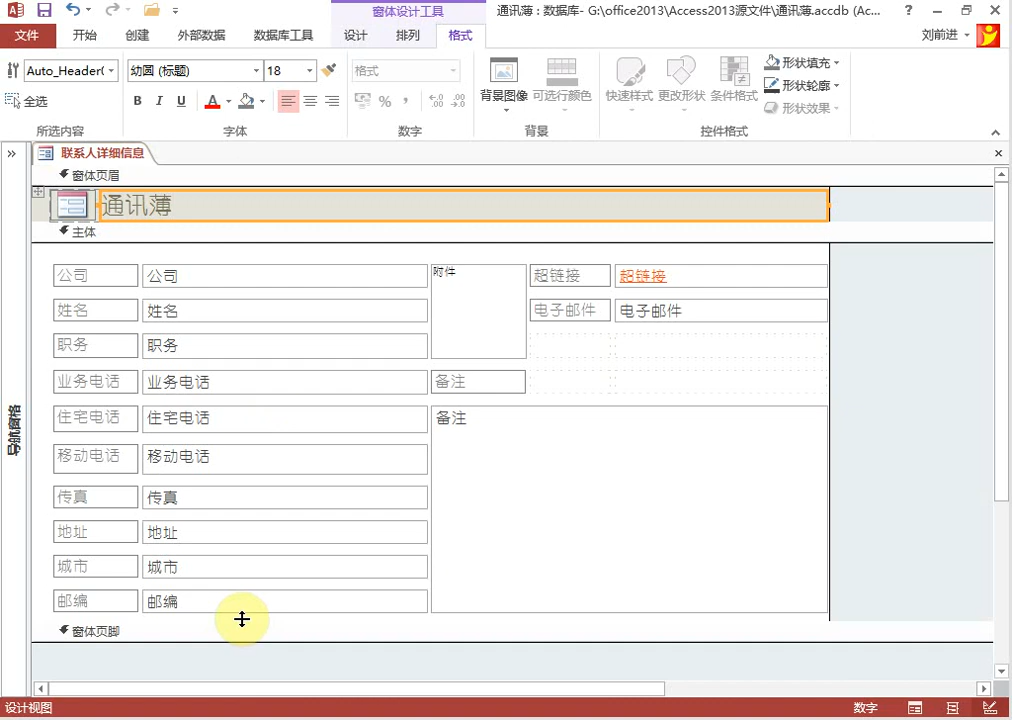 窗体设计工具 通讯薄 : 数据库- G:\office2013\Access2013源文件\通讯薄.accdb (Ac...
文件 开始 创建 外部数据 数据库工具 设计 排列 格式 刘前进
Auto_Header( 幼圆 (标题) 18 格式
全选 B I U A % 背景图像 可选行颜色 快速样式 更改形状 条件格式 形状填充 形状轮廓 形状效果
所选内容 字体 数字 背景 控件格式
联系人详细信息
窗体页眉
通讯薄
主体
公司 公司 附件 超链接 超链接
姓名 姓名 电子邮件 电子邮件
职务 职务
业务电话 业务电话 备注
住宅电话 住宅电话 备注
移动电话 移动电话
传真 传真
地址 地址
城市 城市
邮编 邮编
窗体页脚
导航窗格
设计视图 数字